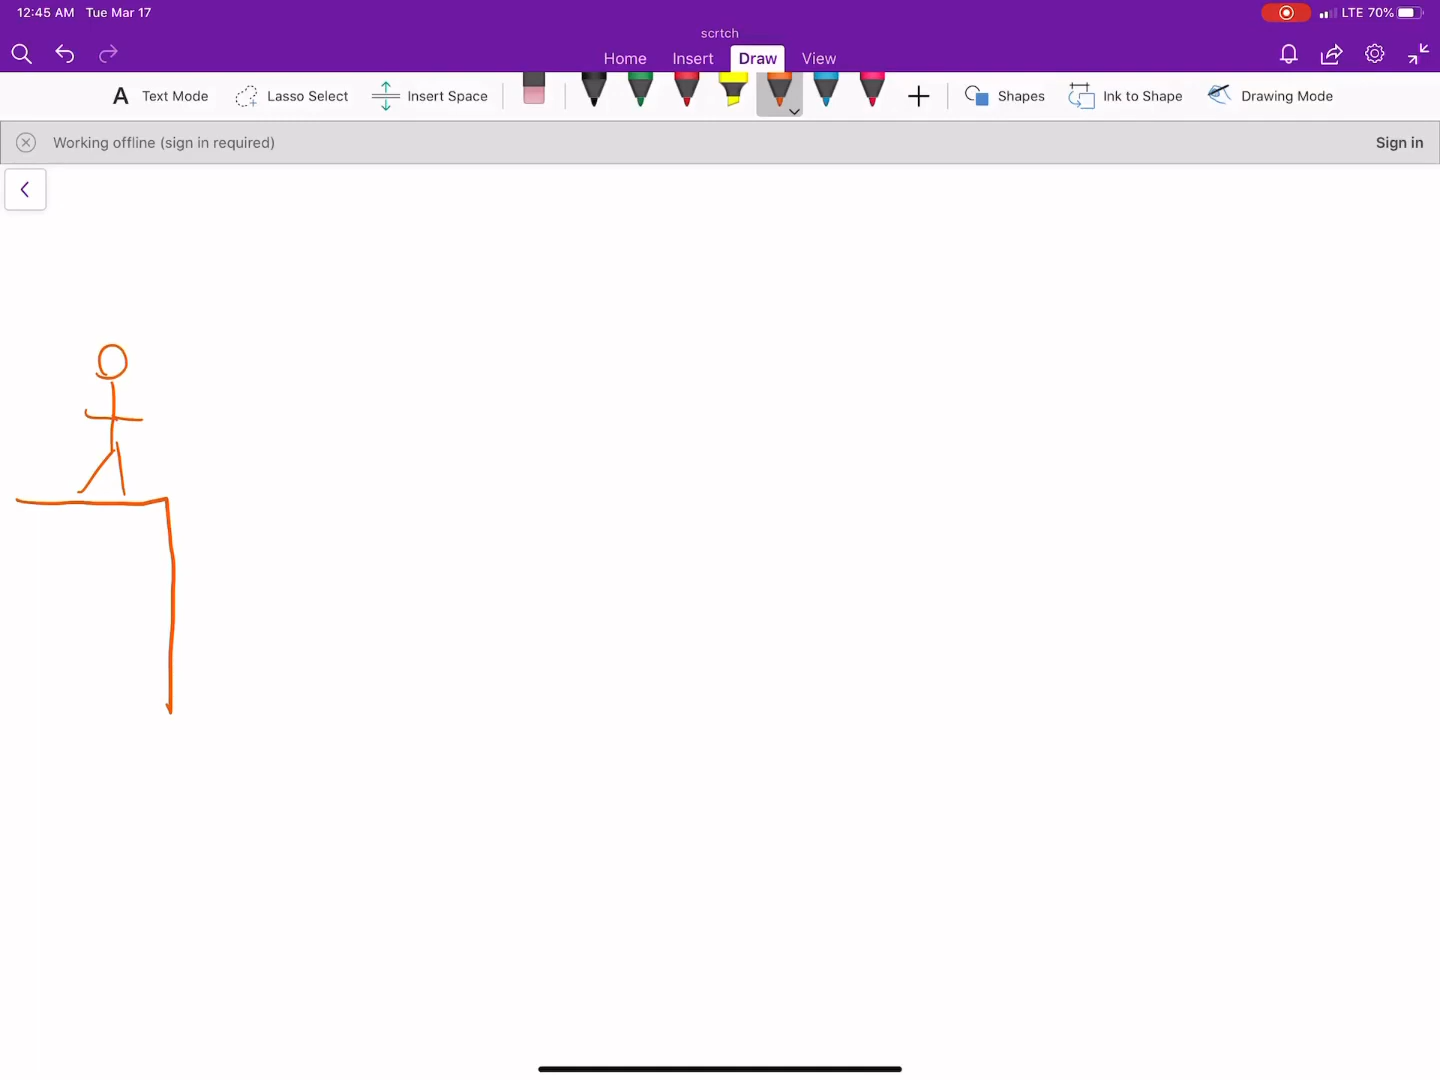 12:45 AM Tue Mar 17
LTE 70%
scrtch
Home Insert Draw View
A Text Mode Lasso Select Insert Space Shapes Ink to Shape Drawing Mode
Working offline (sign in required) Sign in